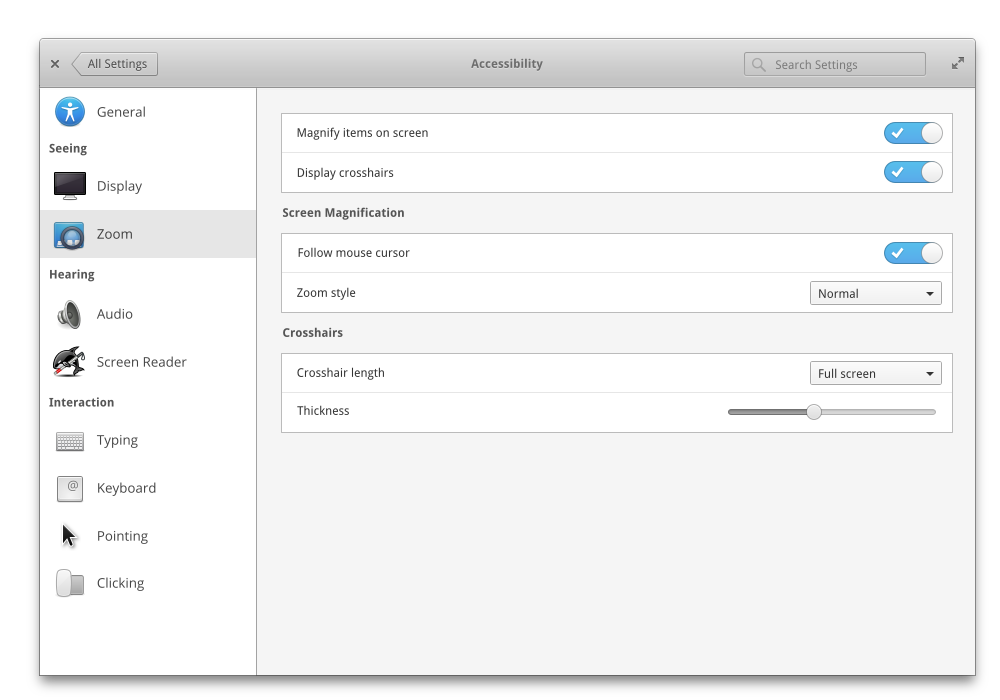 All Settings
Accessibility
Search Settings
General
Seeing
Display
Zoom
Hearing
Audio
Screen Reader
Interaction
Typing
@
Keyboard
Pointing
Clicking
Magnify items on screen
Display crosshairs
Screen Magnification
Follow mouse cursor
Zoom style
Normal
Crosshairs
Crosshair length
Full screen
Thickness